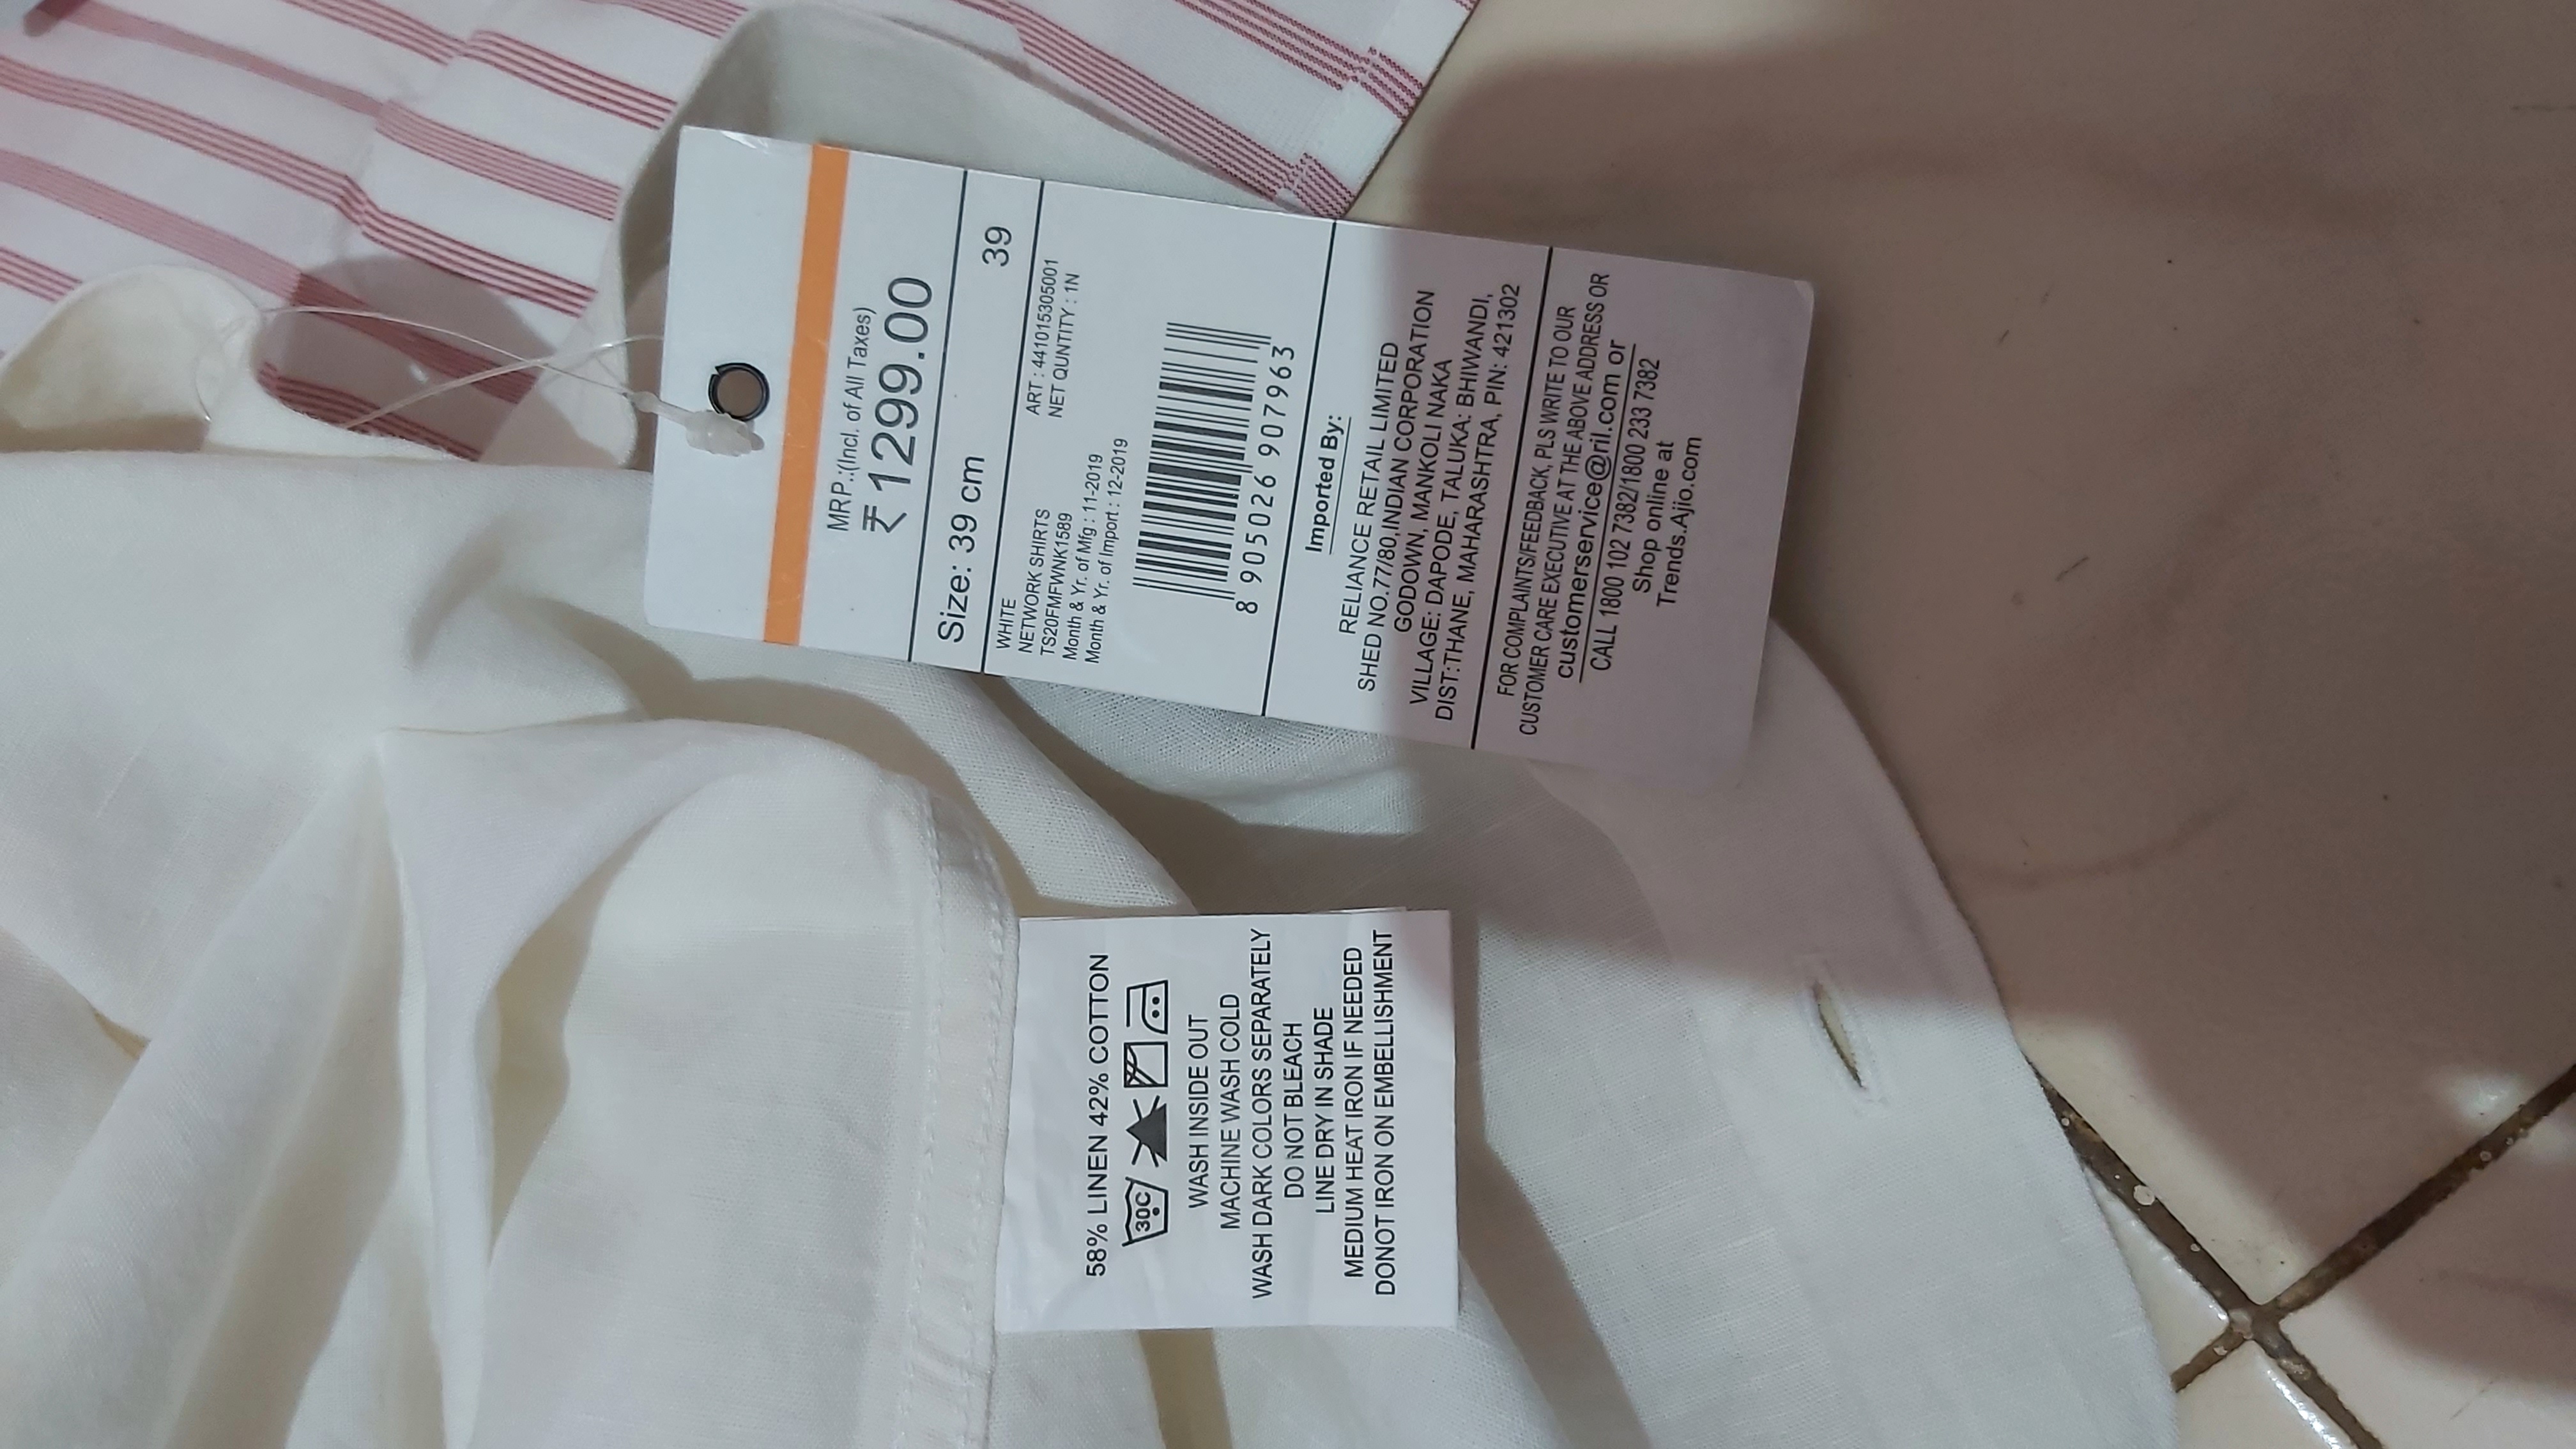 58% LINEN 42% COTTON
30C
WASH INSIDE OUT
MACHINE WASH COLD
WASH DARK COLORS SEPARATELY
DO NOT BLEACH
LINE DRY IN SHADE
MEDIUM HEAT IRON IF NEEDED
DONOT IRON ON EMBELLISHMENT
MRP.:(Incl. of All Taxes)
₹1299.00
Size: 39 cm 39
WHITE
NETWORK SHIRTS
TS20FMFWNK1589
Month & Yr. of Mfg : 11-2019
Month & Yr. of Import : 12-2019
ART : 441015305001
NET QUNTITY : 1N
8 905026 907963
Imported By:
RELIANCE RETAIL LIMITED
SHED NO.77/80,INDIAN CORPORATION
GODOWN, MANKOLI NAKA
VILLAGE: DAPODE, TALUKA: BHIWANDI,
DIST:THANE, MAHARASHTRA, PIN: 421302
FOR COMPLAINTS/FEEDBACK, PLS WRITE TO OUR
CUSTOMER CARE EXECUTIVE AT THE ABOVE ADDRESS OR
customerservice@ril.com or
CALL 1800 102 7382/1800 233 7382
Shop online at
Trends.Ajio.com